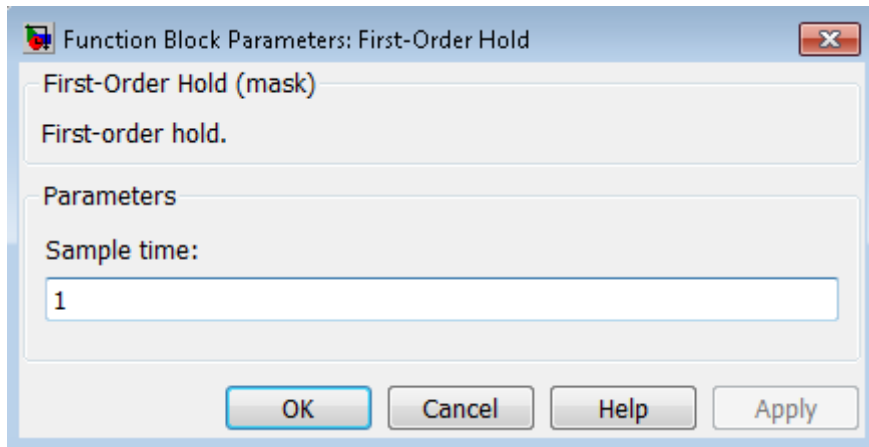 Function Block Parameters: First-Order Hold
First-Order Hold (mask)
First-order hold.
Parameters
Sample time:
1
OK Cancel Help Apply